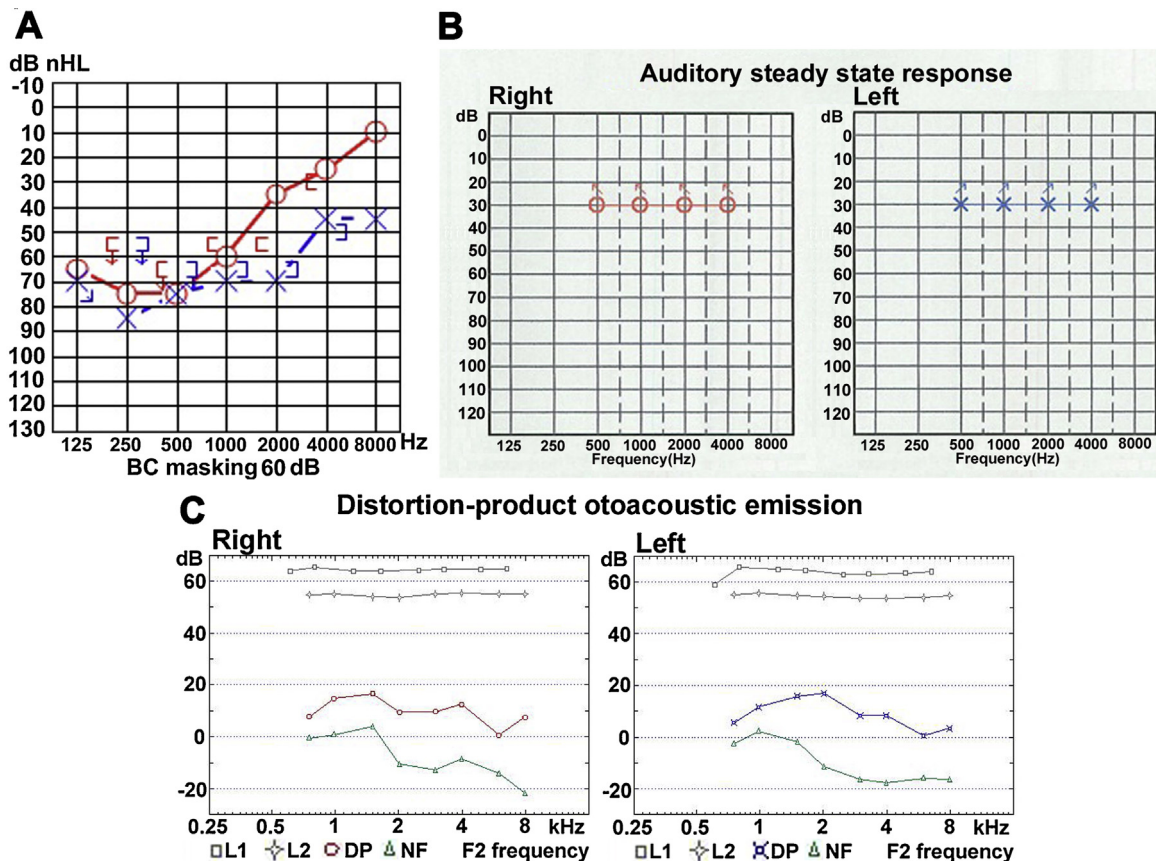 A
dB nHL
-10
0
10
20
30
40
50
60
70
80
90
100
110
120
130
125 250 500 1000 2000 4000 8000 Hz
BC masking 60 dB
B
Auditory steady state response
Right
dB
0
10
20
30
40
50
60
70
80
90
100
110
120
125 250 500 1000 2000 4000 8000
Frequency(Hz)
Left
dB
0
10
20
30
40
50
60
70
80
90
100
110
120
125 250 500 1000 2000 4000 8000
Frequency(Hz)
C
Distortion-product otoacoustic emission
Right
dB
60
40
20
0
-20
0.25 0.5 1 2 4 kHz 8
L1 L2 DP NF F2 frequency
Left
dB
60
40
20
0
-20
0.25 0.5 1 2 4 kHz 8
L1 L2 DP NF F2 frequency